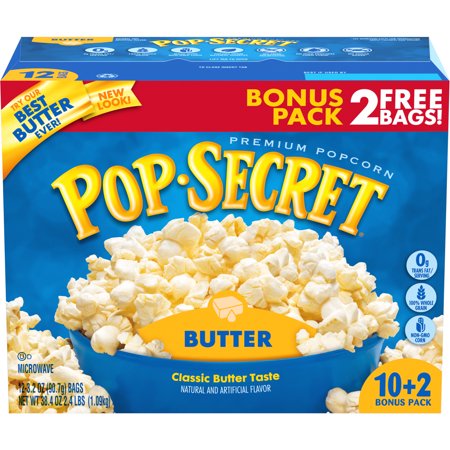 12 CT
TRY OUR
BEST
BUTTER
EVER!
NEW
LOOK!
BONUS
PACK 2 FREE
BAGS!
PREMIUM POPCORN
POP·SECRET
0g
TRANS FAT/
SERVING
100% WHOLE
GRAIN
NON-GMO
CORN
BUTTER
Classic Butter Taste
NATURAL AND ARTIFICIAL FLAVOR
U D
MICROWAVE
12-3.2 OZ (90.7g) BAGS
NET WT 38.4 OZ 2.4 LBS (1.09kg)
10+2
BONUS PACK